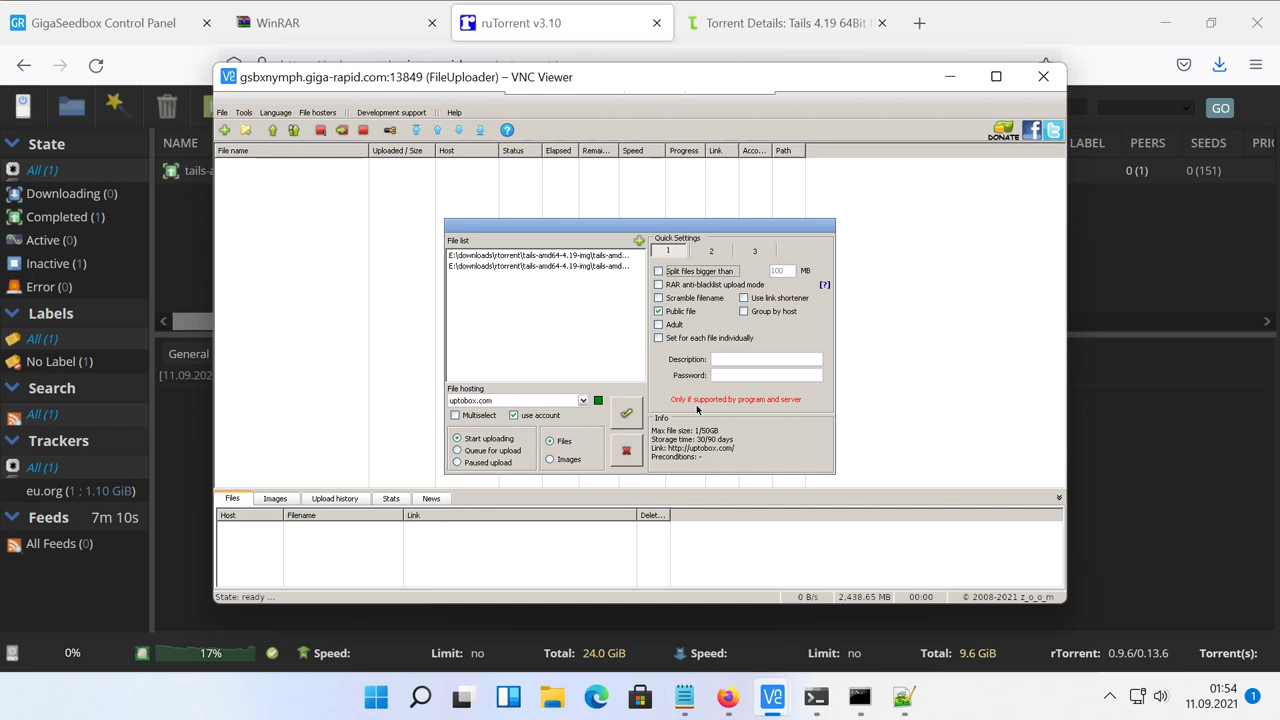 GR GigaSeedbox Control Panel
WinRAR
ruTorrent v3.10
Torrent Details: Tails 4.19 64Bit
gsbxnymph.giga-rapid.com:13849 (FileUploader) – VNC Viewer
File Tools Language File hosters Development support Help
DONATE
GO
File name Uploaded / Size Host Status Elapsed Remai... Speed Progress Link Acco... Path
NAME LABEL PEERS SEEDS PRIO
tails-a 0 (1) 0 (151)
State
All (1)
Downloading (0)
Completed (1)
Active (0)
Inactive (1)
Error (0)
Labels
All (1)
No Label (1)
Search
All (0)
Trackers
All (1)
eu.org (1 ; 1.10 GiB)
Feeds 7m 10s
All Feeds (0)
General
[11.09.202
File list
E:\downloads\rtorrent\tails-amd64-4.19-img\tails-amd...
E:\downloads\rtorrent\tails-amd64-4.19-img\tails-amd...
File hosting
uptobox.com
Multiselect use account
Start uploading
Queue for upload
Paused upload
Files
Images
Quick Settings
1 2 3
Split files bigger than 100 MB
RAR anti-blacklist upload mode [?]
Scramble filename Use link shortener
Public file Group by host
Adult
Set for each file individually
Description:
Password:
Only if supported by program and server
Info
Max file size: 1/50GB
Storage time: 30/90 days
Link: http://uptobox.com/
Preconditions: -
Files Images Upload history Stats News
Host Filename Link Delet...
State: ready ... 0 B/s 2,438.65 MB 00:00 © 2008-2021 z_o_o_m
0% 17% Speed: Limit: no Total: 24.0 GiB Speed: Limit: no Total: 9.6 GiB rTorrent: 0.9.6/0.13.6 Torrent(s):
01:54
11.09.2021
1